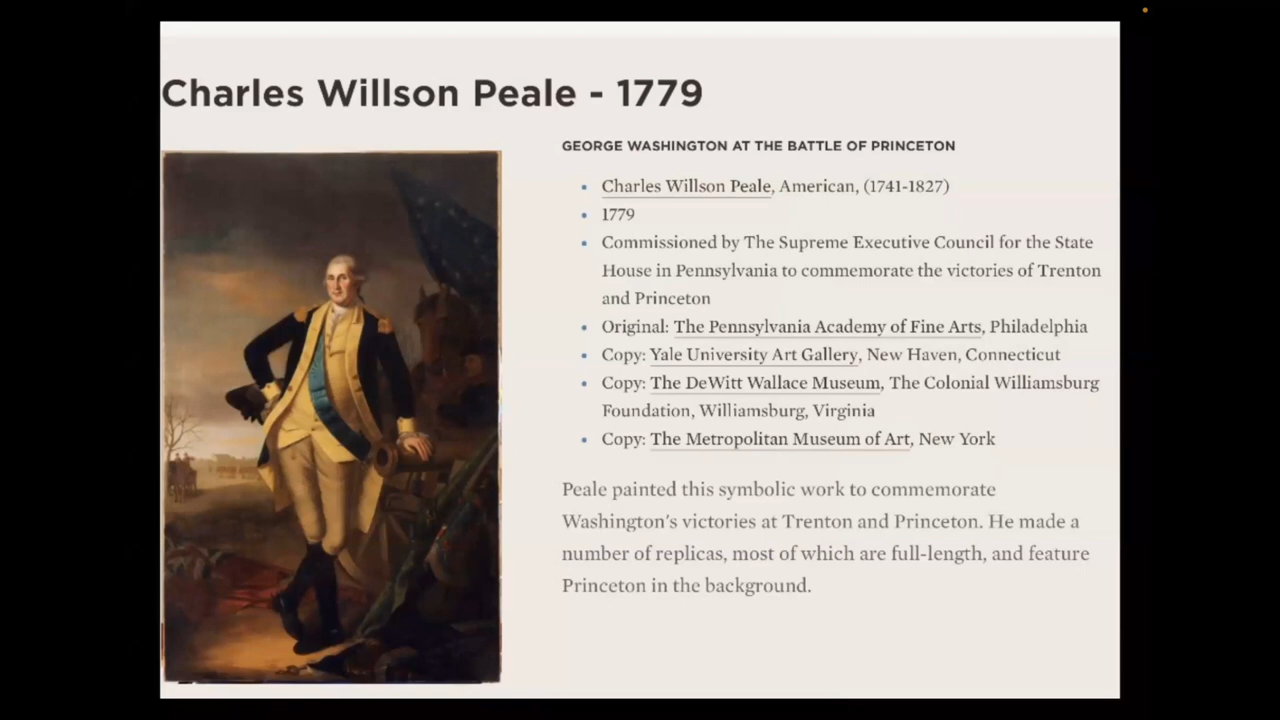 Charles Willson Peale - 1779
GEORGE WASHINGTON AT THE BATTLE OF PRINCETON
• Charles Willson Peale, American, (1741-1827)
• 1779
• Commissioned by The Supreme Executive Council for the State
House in Pennsylvania to commemorate the victories of Trenton
and Princeton
• Original: The Pennsylvania Academy of Fine Arts, Philadelphia
• Copy: Yale University Art Gallery, New Haven, Connecticut
• Copy: The DeWitt Wallace Museum, The Colonial Williamsburg
Foundation, Williamsburg, Virginia
• Copy: The Metropolitan Museum of Art, New York
Peale painted this symbolic work to commemorate
Washington's victories at Trenton and Princeton. He made a
number of replicas, most of which are full-length, and feature
Princeton in the background.